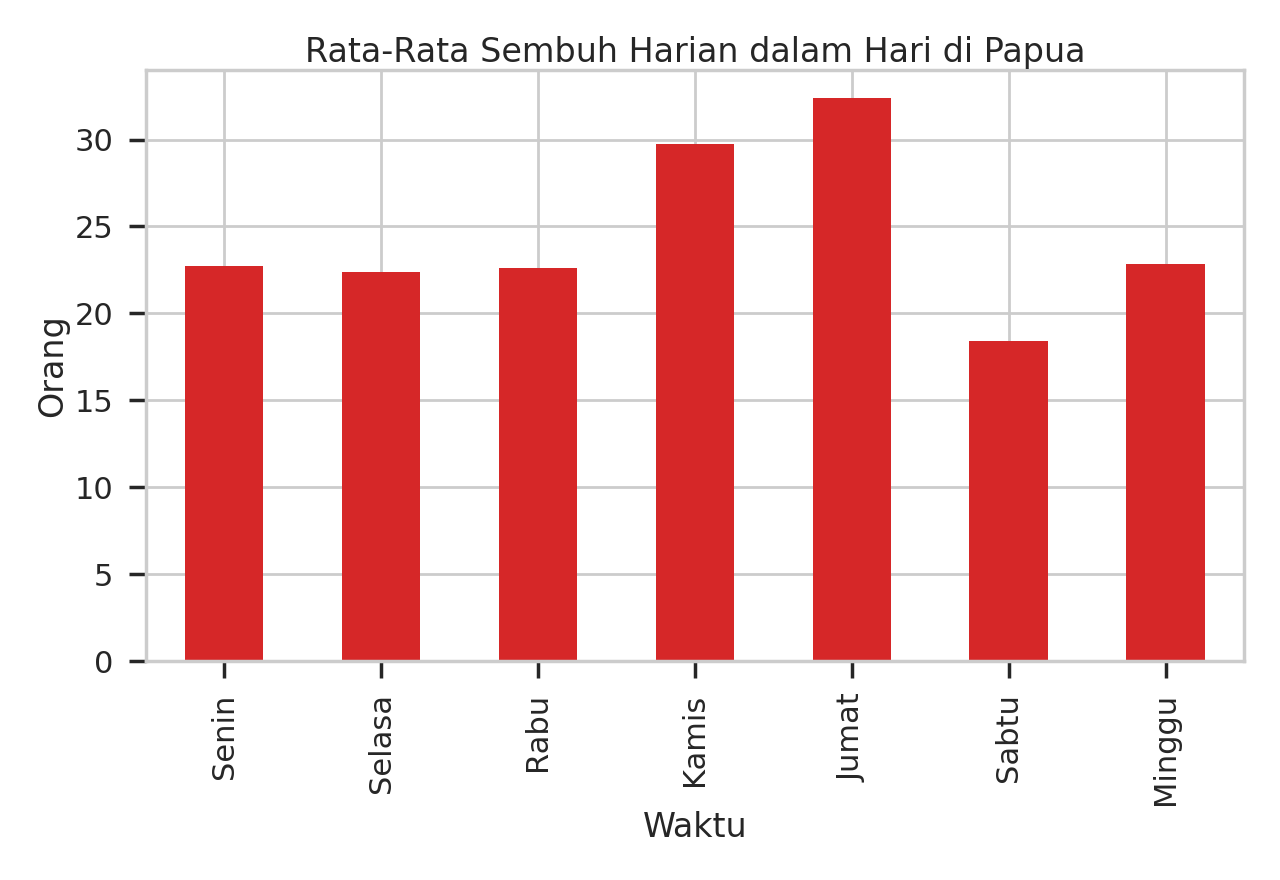 Rata-Rata Sembuh Harian dalam Hari di Papua
Orang
30
25
20
15
10
5
0
Senin
Selasa
Rabu
Kamis
Jumat
Sabtu
Minggu
Waktu